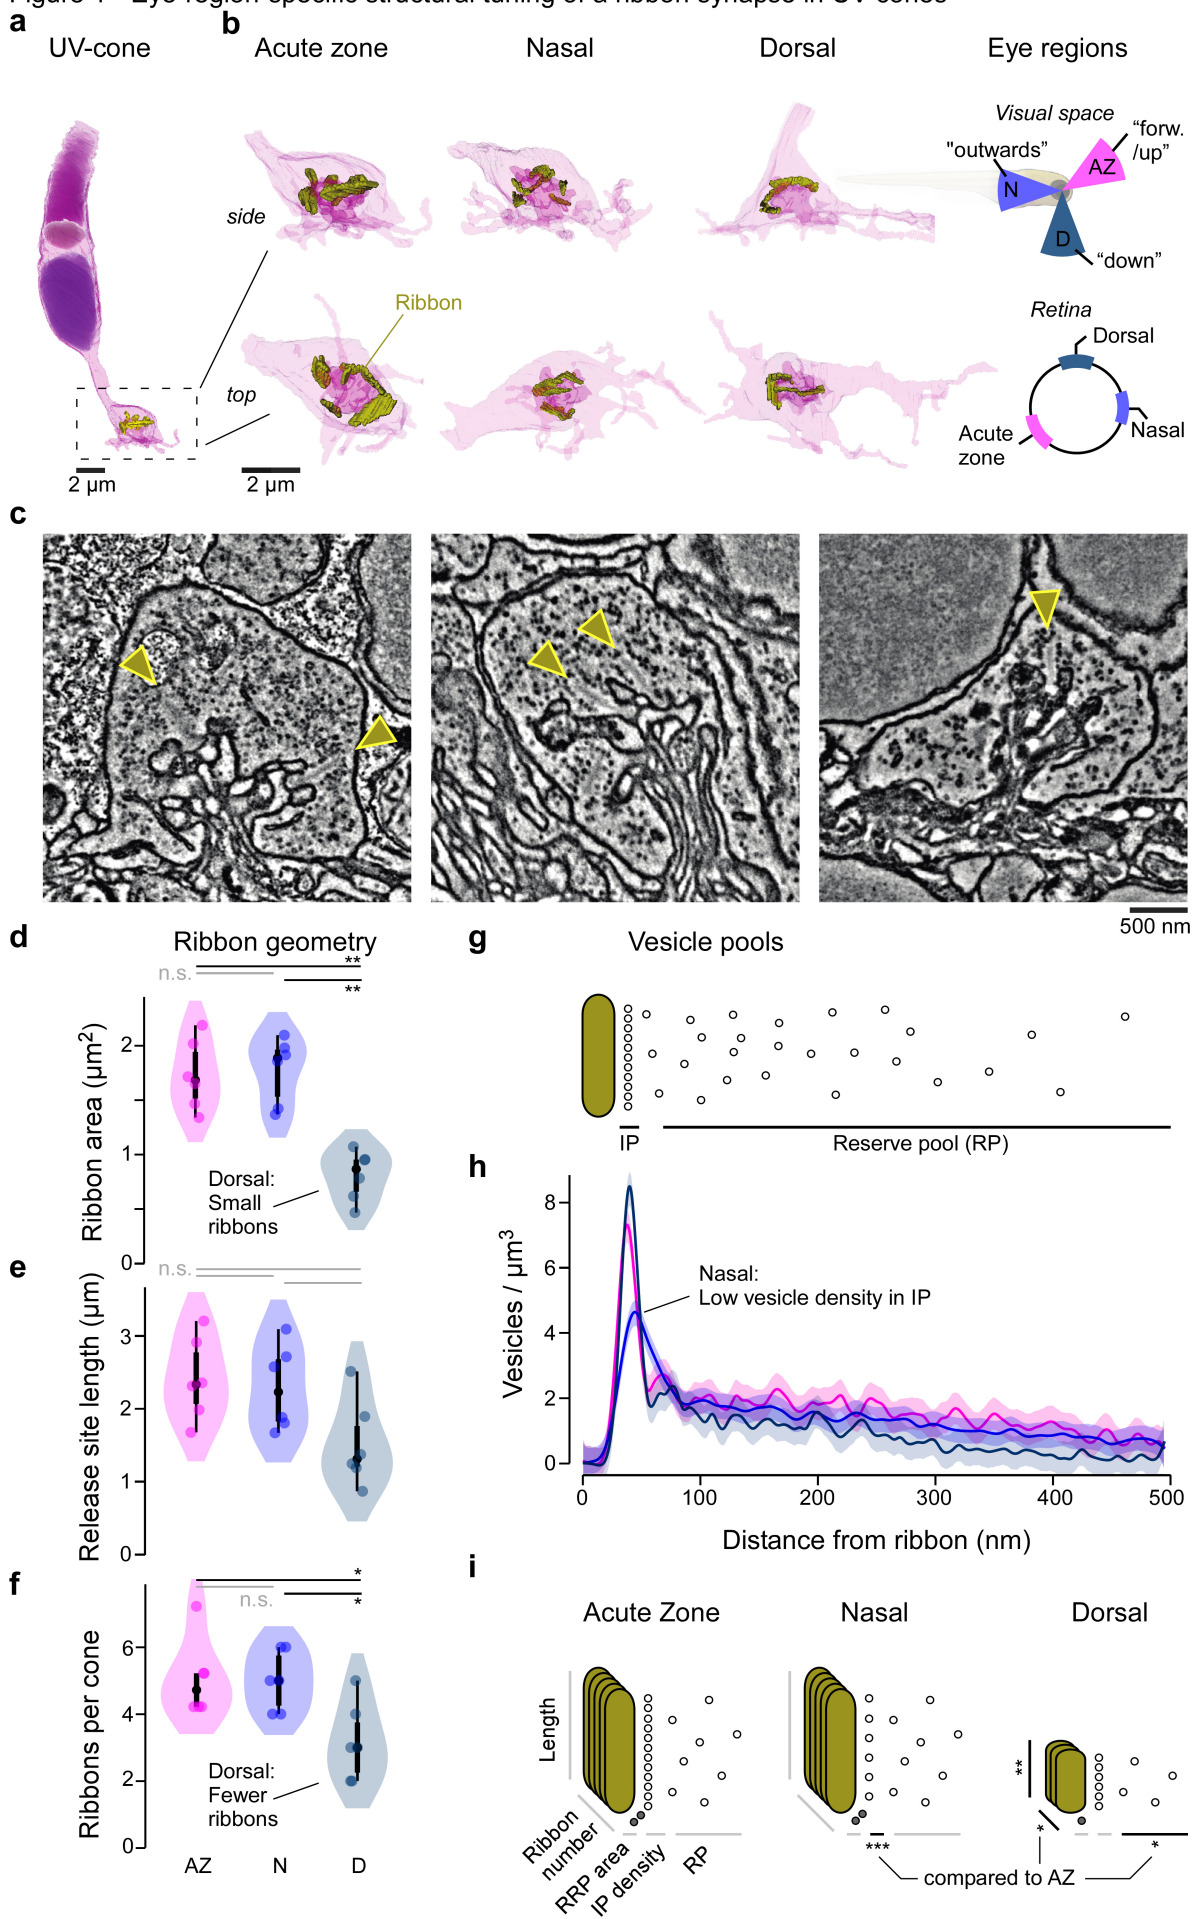 Figure 1 - Eye-region-specific structural tuning of a ribbon synapse in UV-cones
a
b
UV-cone
Acute zone
Nasal
Dorsal
Eye regions
Visual space
"outwards"
“forw.
/up”
N
AZ
D
“down”
side
Ribbon
top
Retina
Dorsal
Nasal
Acute
zone
2 µm
2 µm
c
500 nm
d
Ribbon geometry
n.s.
**
**
Ribbon area (µm2)
2
1
0
Dorsal:
Small
ribbons
e
n.s.
Release site length (µm)
3
2
1
0
f
n.s.
*
*
Ribbons per cone
6
4
2
0
Dorsal:
Fewer
ribbons
AZ
N
D
g
Vesicle pools
IP
Reserve pool (RP)
h
Vesicles / µm3
8
6
4
2
0
Nasal:
Low vesicle density in IP
0
100
200
300
400
500
Distance from ribbon (nm)
i
Acute Zone
Nasal
Dorsal
Length
Ribbon
number
RRP area
IP density
RP
***
**
*
*
compared to AZ